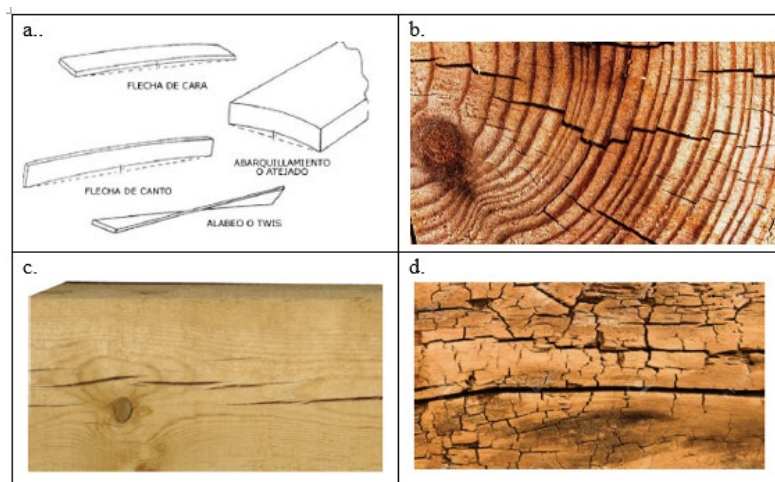 a..
FLECHA DE CARA
ABARQUILLAMIENTO
O ATEJADO
FLECHA DE CANTO
ALABEO O TWIS
b.
c.
d.